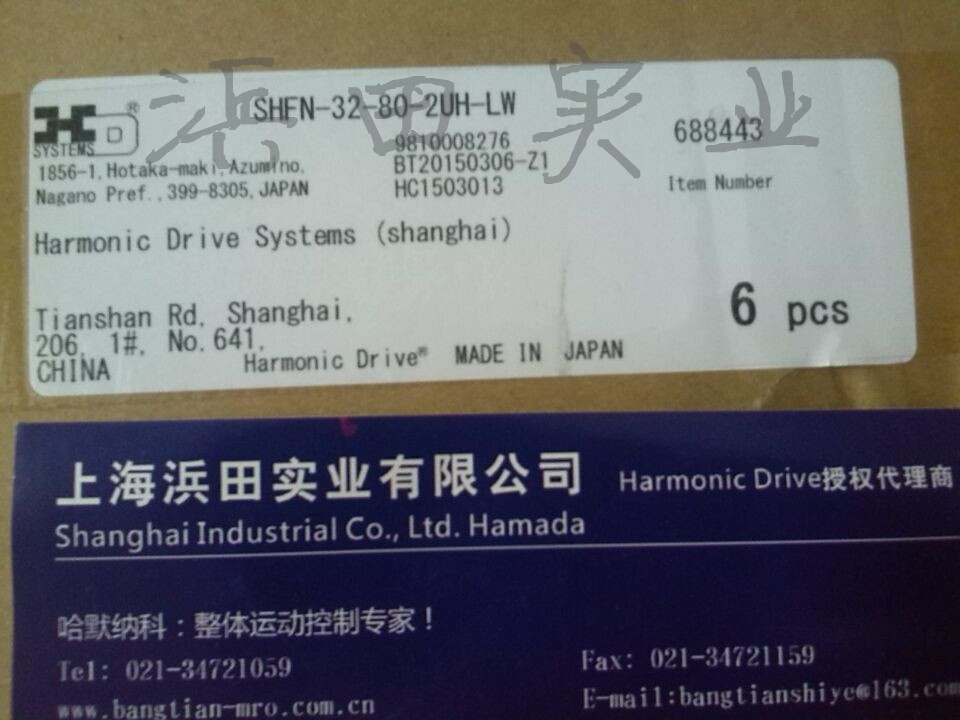 浜田实业
SHFN-32-80-2UH-LW
H D ®
SYSTEMS
1856-1, Hotaka-maki, Azumino,
Nagano Pref., 399-8305, JAPAN
9810008276
BT20150306-Z1
HC1503013
688443
Item Number
Harmonic Drive Systems (shanghai)
Tianshan Rd, Shanghai,
206, 1#, No.641,
CHINA
6 pcs
Harmonic Drive® MADE IN JAPAN
上海浜田实业有限公司 Harmonic Drive授权代理商
Shanghai Industrial Co., Ltd. Hamada
哈默纳科：整体运动控制专家！
Tel: 021-34721059
Fax: 021-34721159
www.bangtian-mro.com.cn
E-mail:bangtianshiye@163.com